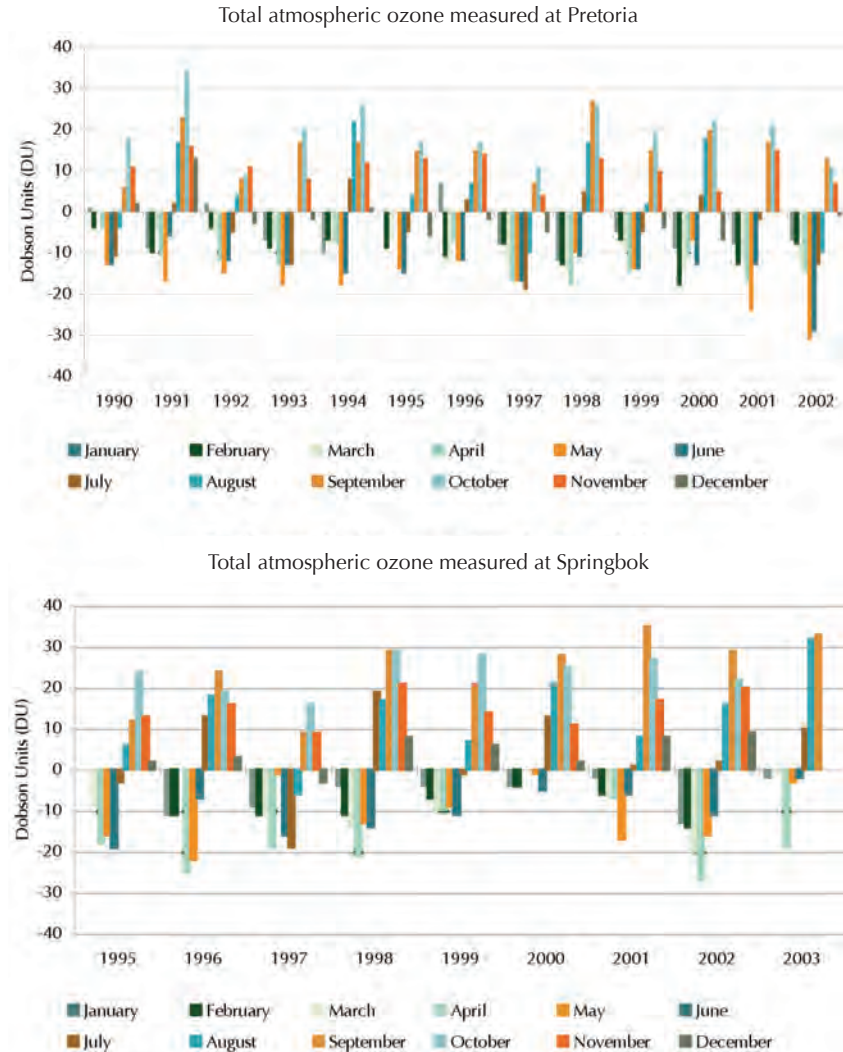 Total atmospheric ozone measured at Pretoria
Dobson Units (DU)
40
30
20
10
0
-10
-20
-30
-40
1990 1991 1992 1993 1994 1995 1996 1997 1998 1999 2000 2001 2002
January February March April May June
July August September October November December
Total atmospheric ozone measured at Springbok
Dobson Units (DU)
40
30
20
10
0
-10
-20
-30
-40
1995 1996 1997 1998 1999 2000 2001 2002 2003
January February March April May June
July August September October November December